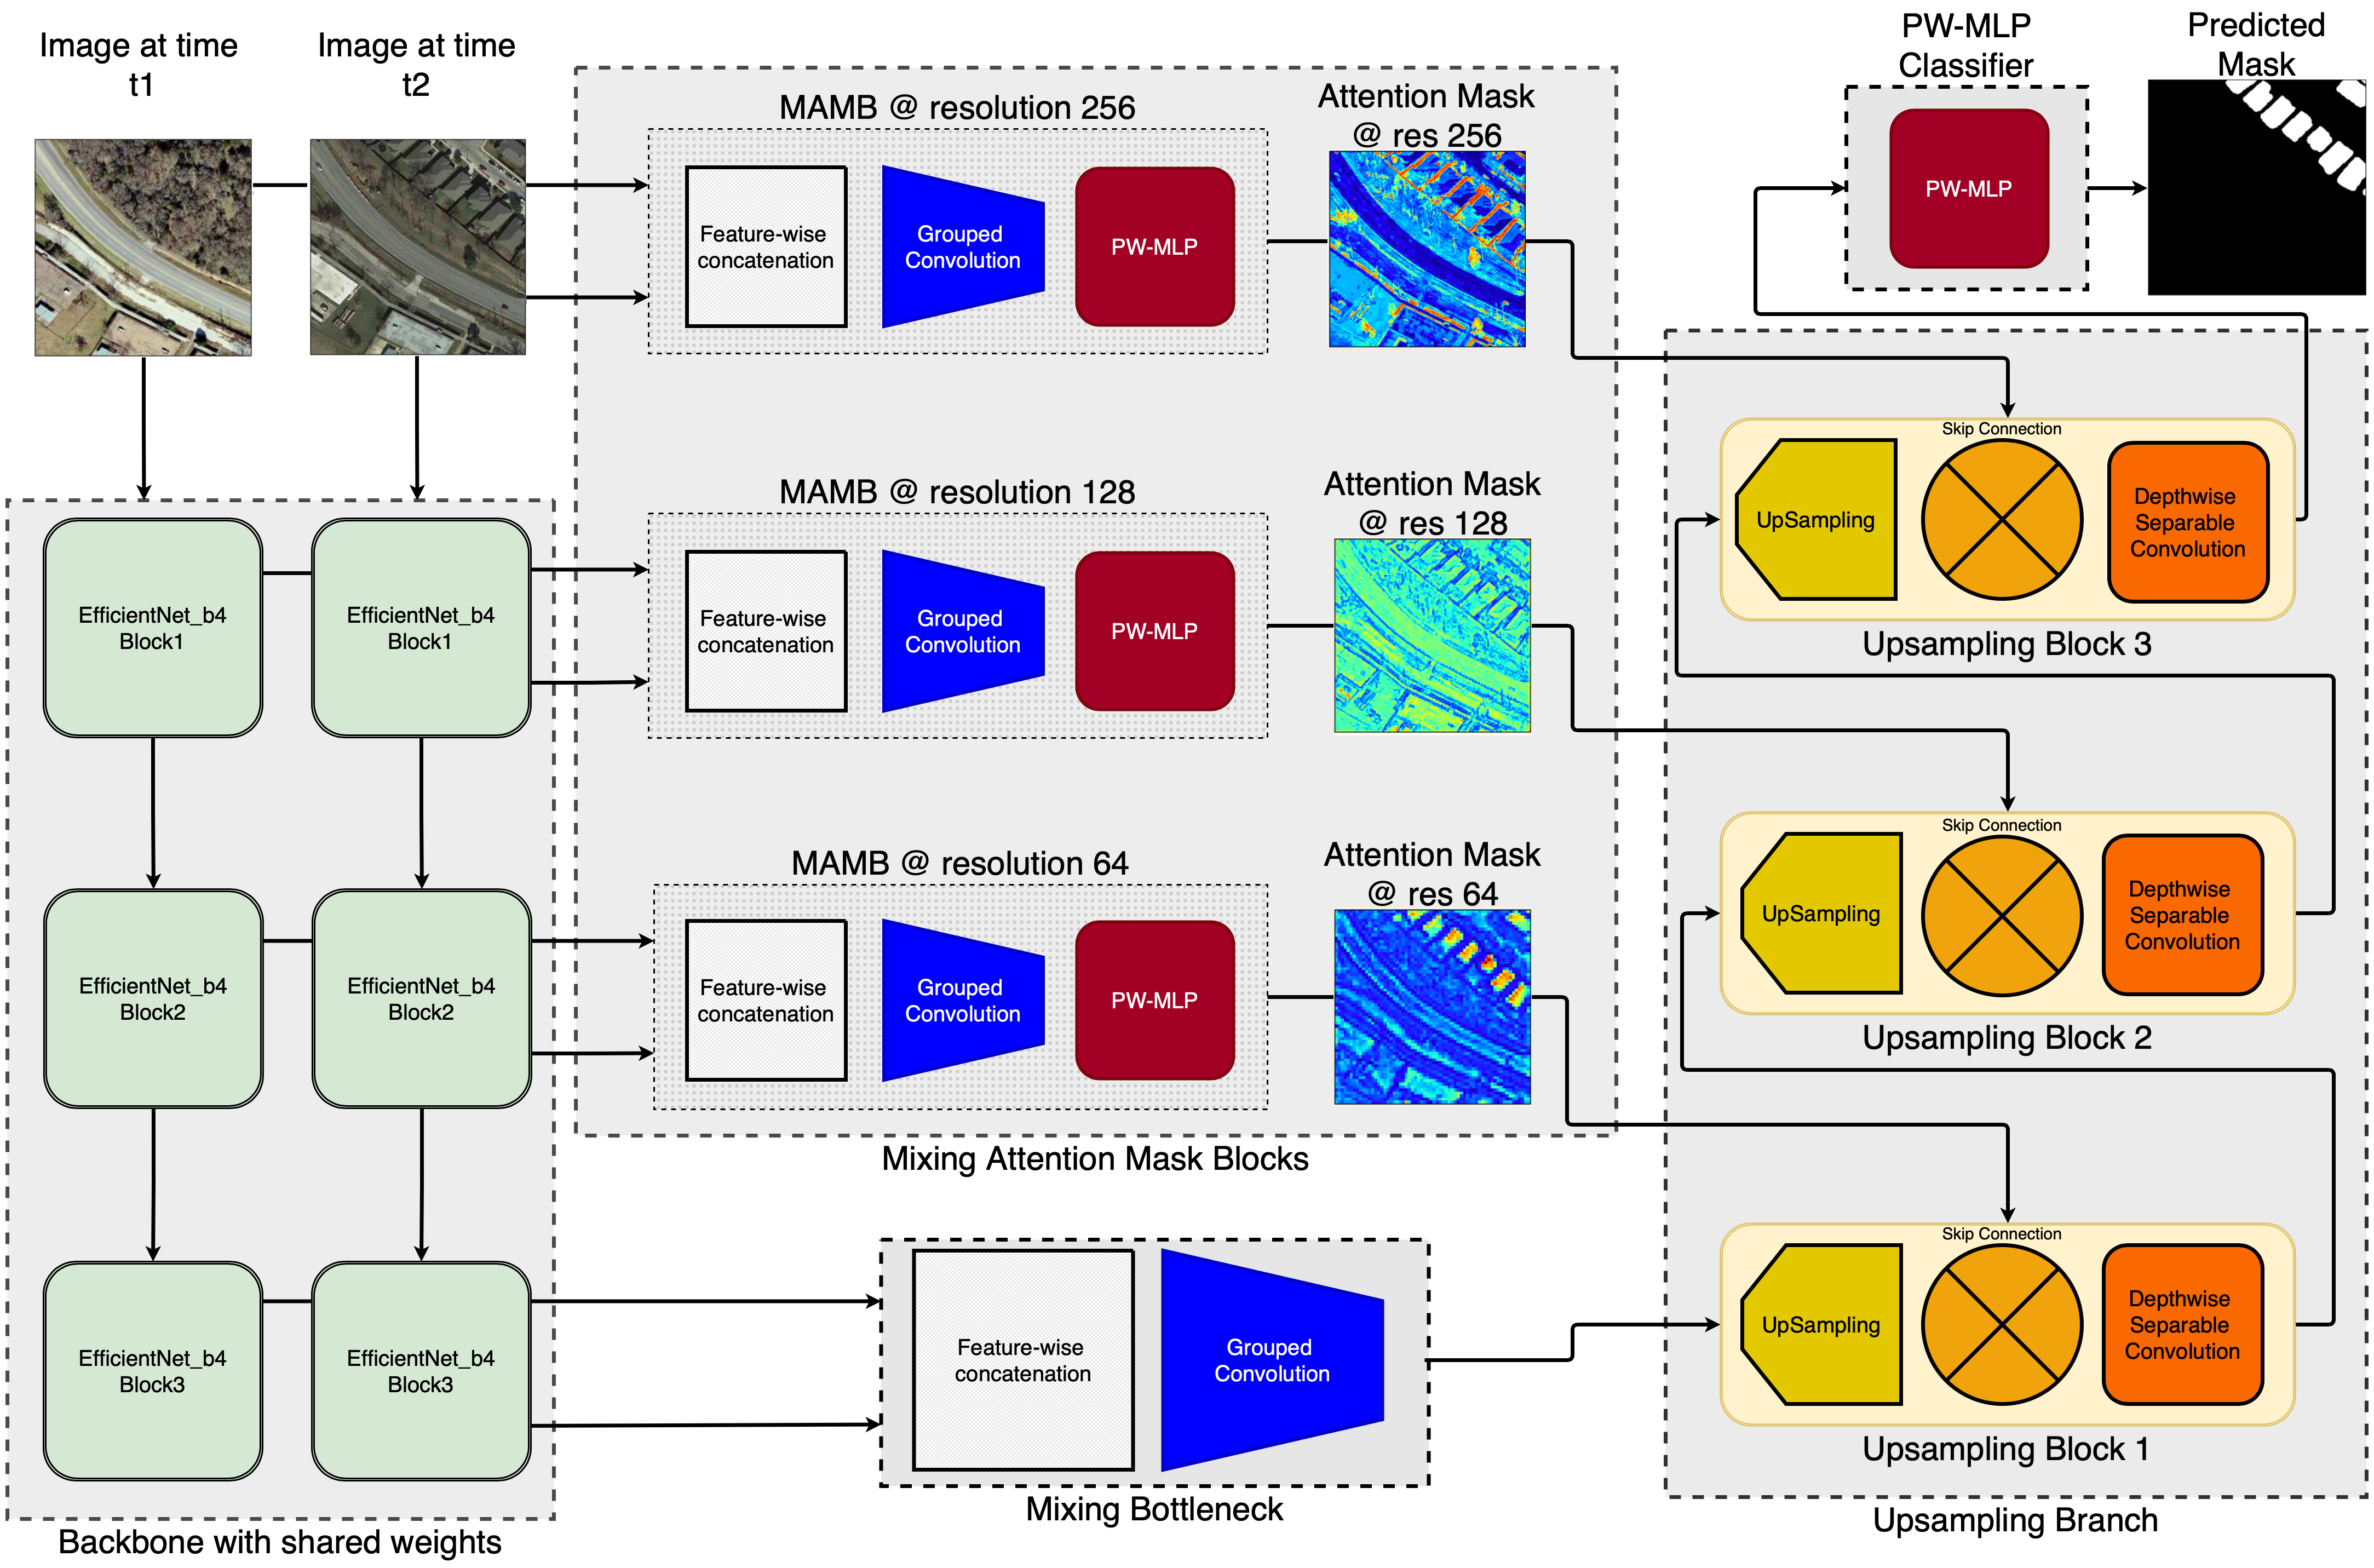 Image at time
t1
Image at time
t2
MAMB @ resolution 256
Feature-wise
concatenation
Grouped
Convolution
PW-MLP
Attention Mask
@ res 256
PW-MLP
Classifier
PW-MLP
Predicted
Mask
EfficientNet_b4
Block1
EfficientNet_b4
Block1
MAMB @ resolution 128
Feature-wise
concatenation
Grouped
Convolution
PW-MLP
Attention Mask
@ res 128
Skip Connection
UpSampling
Depthwise
Separable
Convolution
Upsampling Block 3
EfficientNet_b4
Block2
EfficientNet_b4
Block2
MAMB @ resolution 64
Feature-wise
concatenation
Grouped
Convolution
PW-MLP
Attention Mask
@ res 64
Skip Connection
UpSampling
Depthwise
Separable
Convolution
Upsampling Block 2
Mixing Attention Mask Blocks
EfficientNet_b4
Block3
EfficientNet_b4
Block3
Backbone with shared weights
Feature-wise
concatenation
Grouped
Convolution
Mixing Bottleneck
Skip Connection
UpSampling
Depthwise
Separable
Convolution
Upsampling Block 1
Upsampling Branch